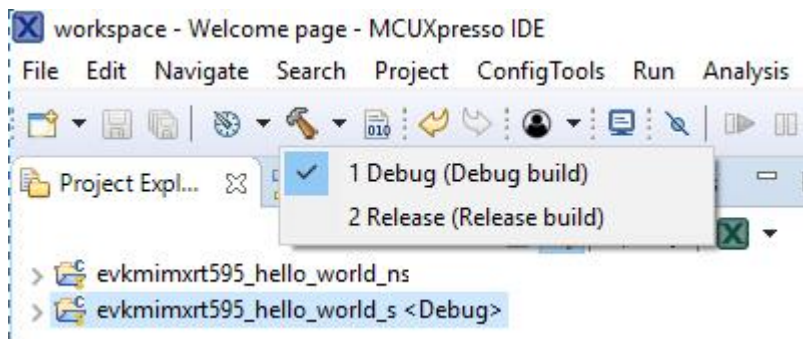 workspace - Welcome page - MCUXpresso IDE
File Edit Navigate Search Project ConfigTools Run Analysis
010
1 Debug (Debug build)
Project Expl...
2 Release (Release build)
evkmimxrt595_hello_world_ns
evkmimxrt595_hello_world_s <Debug>